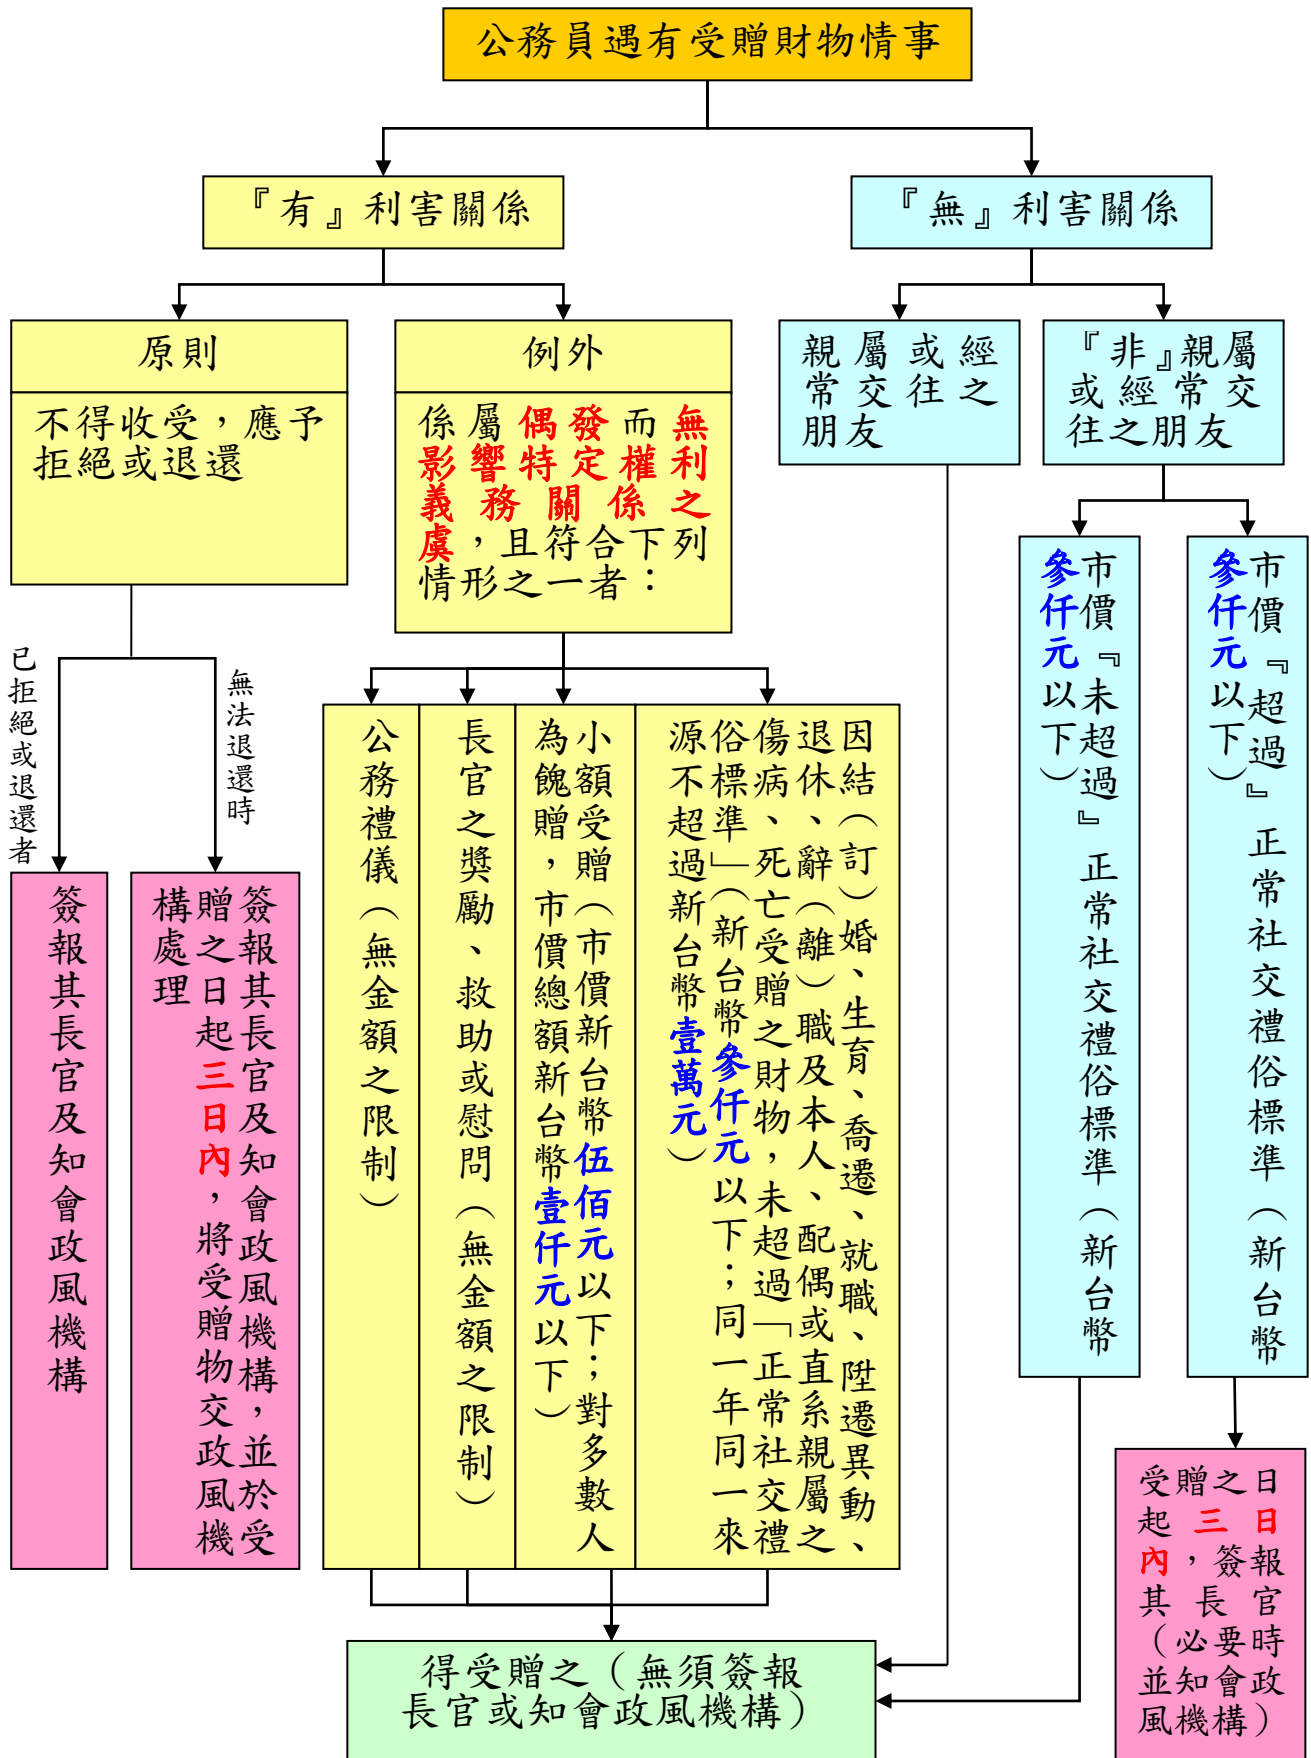 公務員遇有受贈財物情事
『有』利害關係
『無』利害關係
原則
不得收受，應予
拒絕或退還
例外
係屬偶發而無
影響特定權利
義務關係之
虞，且符合下列
情形之一者：
親屬或經
常交往之
朋友
『非』親屬
或經常交
往之朋友
已拒絕或退還者
無法退還時
簽報其長官及知會政風機構
簽報其長官及知會政風機構，並於受
贈之日起三日內，將受贈物交政風機
構處理
公務禮儀（無金額之限制）
長官之獎勵、救助或慰問（無金額之限制）
小額受贈（市價新台幣伍佰元以下；對多數人
為餽贈，市價總額新台幣壹仟元以下）
因結（訂）婚、生育、喬遷、就職、陞遷異動、
退休、辭（離）職及本人、配偶或直系親屬之
傷病、死亡受贈之財物，未超過「正常社交禮
俗標準」（新台幣參仟元以下；同一年同一來
源不超過新台幣壹萬元）
市價『未超過』正常社交禮俗標準（新台幣
參仟元以下）
市價『超過』正常社交禮俗標準（新台幣
參仟元以下）
得受贈之（無須簽報
長官或知會政風機構）
受贈之日
起三日
內，簽報
其長官
（必要時
並知會政
風機構）